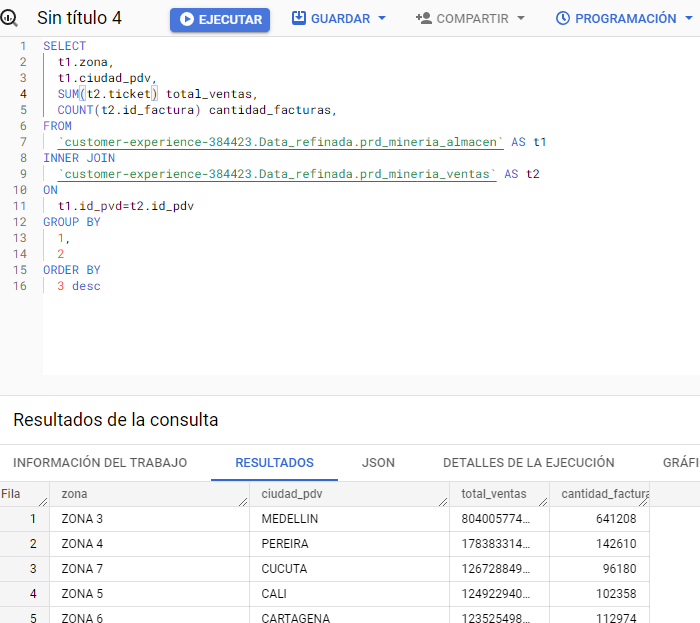 Sin título 4 EJECUTAR GUARDAR COMPARTIR PROGRAMACIÓN
1 SELECT
2 t1.zona,
3 t1.ciudad_pdv,
4 SUM(t2.ticket) total_ventas,
5 COUNT(t2.id_factura) cantidad_facturas,
6 FROM
7 `customer-experience-384423.Data_refinada.prd_mineria_almacen` AS t1
8 INNER JOIN
9 `customer-experience-384423.Data_refinada.prd_mineria_ventas` AS t2
10 ON
11 t1.id_pvd=t2.id_pdv
12 GROUP BY
13 1,
14 2
15 ORDER BY
16 3 desc
Resultados de la consulta
INFORMACIÓN DEL TRABAJO RESULTADOS JSON DETALLES DE LA EJECUCIÓN GRÁFI
Fila zona ciudad_pdv total_ventas cantidad_factura
1 ZONA 3 MEDELLIN 804005774... 641208
2 ZONA 4 PEREIRA 178383314... 142610
3 ZONA 7 CUCUTA 126728849... 96180
4 ZONA 5 CALI 124922940... 102358
5 ZONA 6 CARTAGENA 123525498... 112974